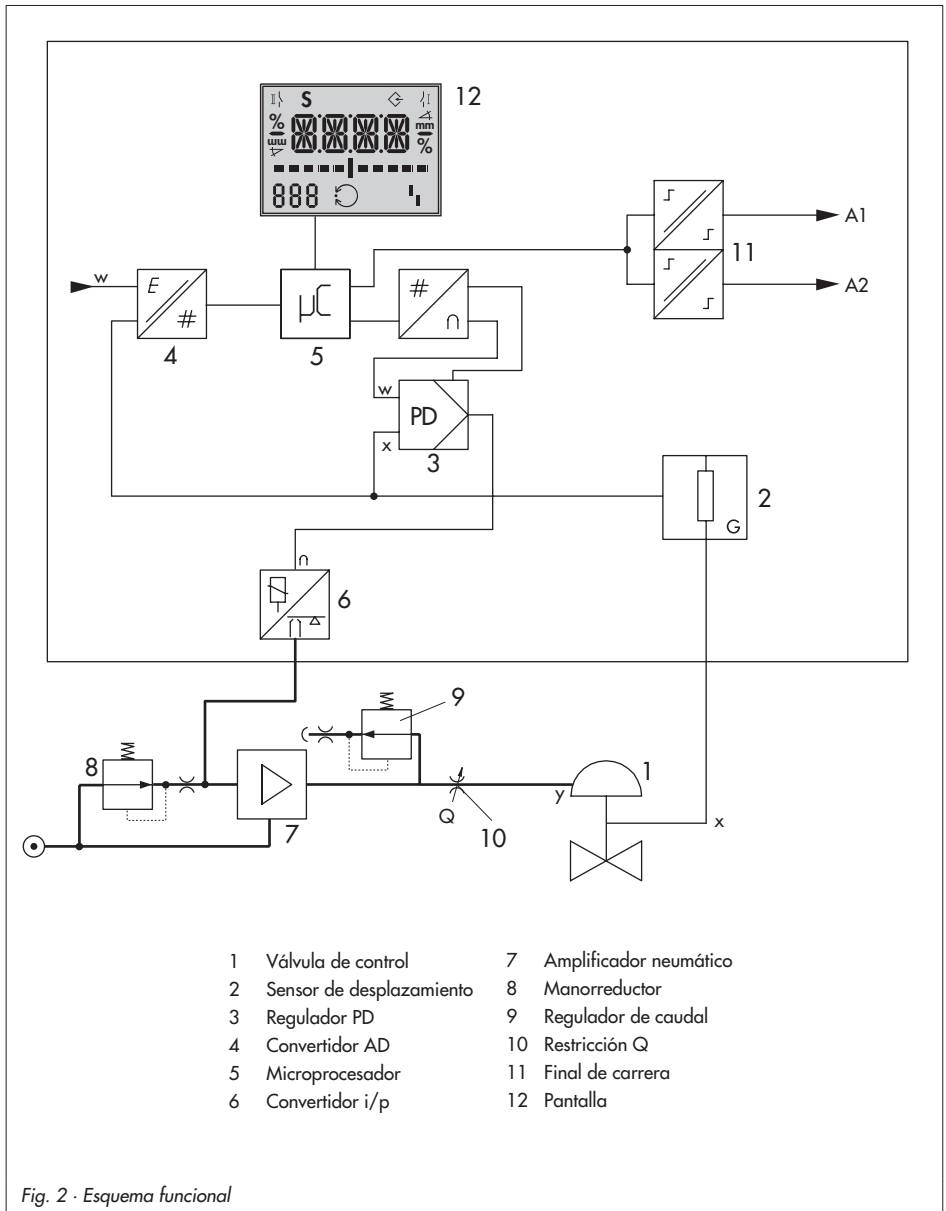 S
12
%
mm
mm
%
888
A1
11
A2
w
E
#
4
µC
5
#
∩
w
PD
x
3
2
G
∩
6
9
8
7
Q
10
y
1
x
1 Válvula de control
2 Sensor de desplazamiento
3 Regulador PD
4 Convertidor AD
5 Microprocesador
6 Convertidor i/p
7 Amplificador neumático
8 Manorreductor
9 Regulador de caudal
10 Restricción Q
11 Final de carrera
12 Pantalla
Fig. 2 · Esquema funcional